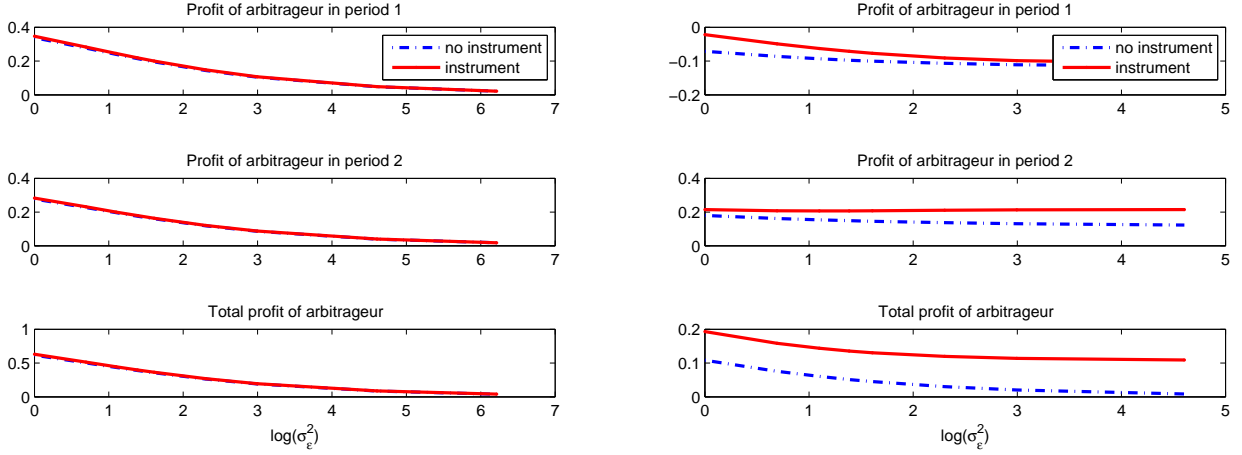 Profit of arbitrageur in period 1
0.4
0.2
0
no instrument
instrument
0 1 2 3 4 5 6 7
Profit of arbitrageur in period 2
0.4
0.2
0
0 1 2 3 4 5 6 7
Total profit of arbitrageur
1
0.5
0
0 1 2 3 4 5 6 7
log(σ²_ε)
Profit of arbitrageur in period 1
0
−0.1
−0.2
no instrument
instrument
0 1 2 3 4 5
Profit of arbitrageur in period 2
0.4
0.2
0
0 1 2 3 4 5
Total profit of arbitrageur
0.2
0.1
0
0 1 2 3 4 5
log(σ²_ε)